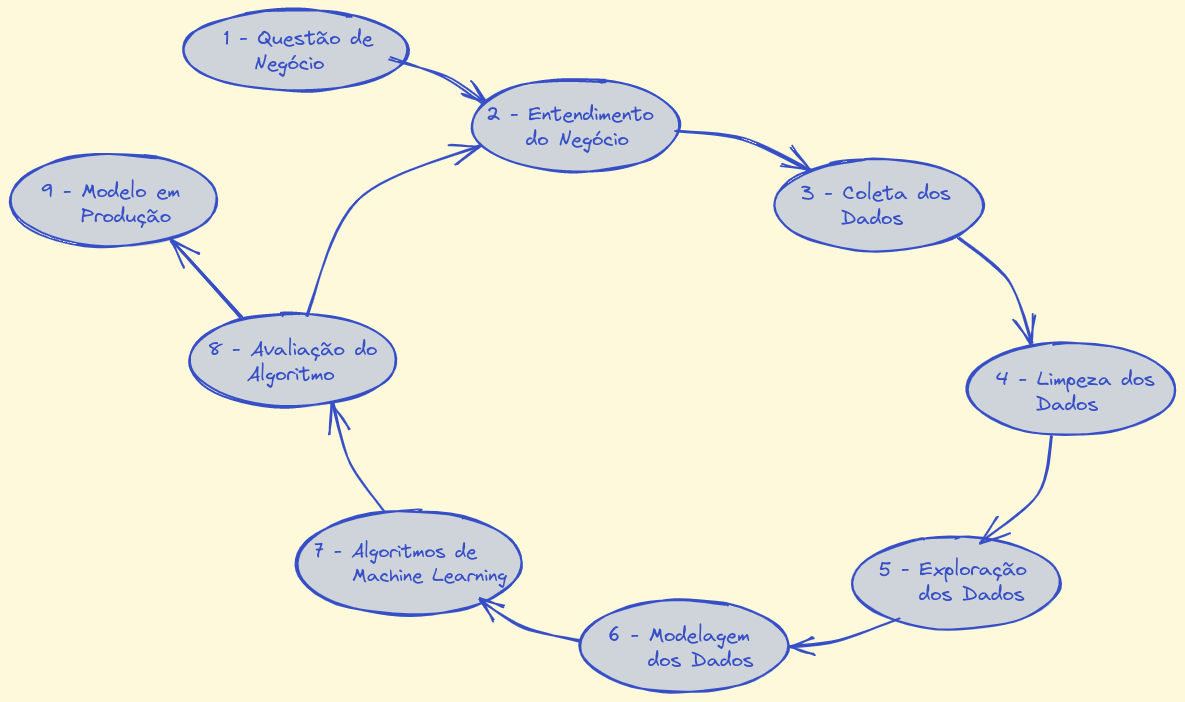 1 - Questão de
Negócio
2 - Entendimento
do Negócio
3 - Coleta dos
Dados
4 - Limpeza dos
Dados
5 - Exploração
dos Dados
6 - Modelagem
dos Dados
7 - Algoritmos de
Machine Learning
8 - Avaliação do
Algoritmo
9 - Modelo em
Produção